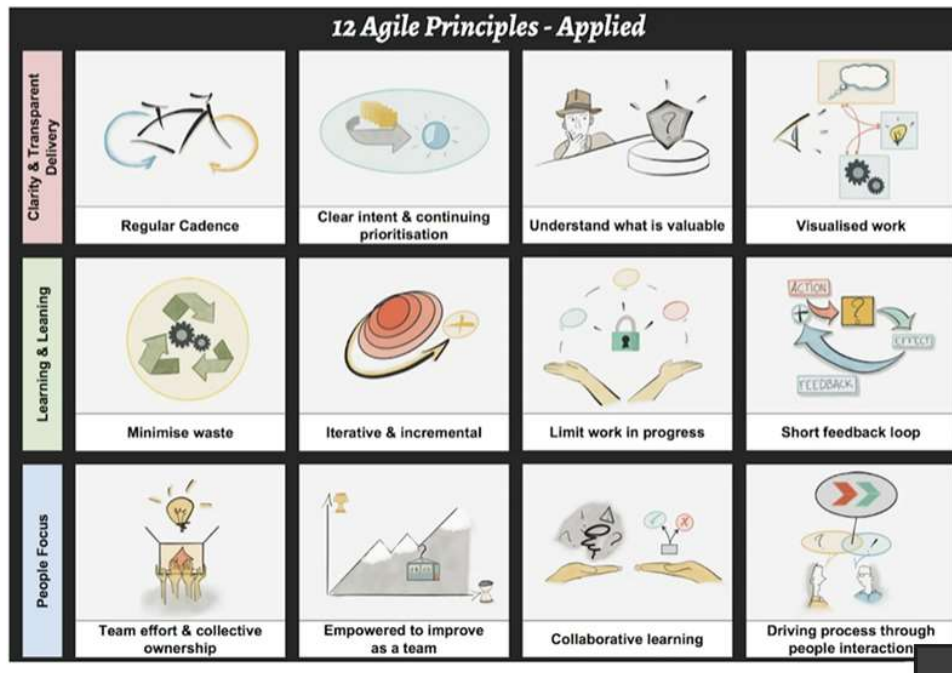 12 Agile Principles - Applied
Clarity & Transparent
Delivery
Regular Cadence
Clear intent & continuing
prioritisation
?
Understand what is valuable
Visualised work
Learning & Leaning
Minimise waste
Iterative & incremental
Limit work in progress
ACTION
?
EFFECT
FEEDBACK
Short feedback loop
People Focus
Team effort & collective
ownership
?
Empowered to improve
as a team
Collaborative learning
? !
Driving process through
people interaction